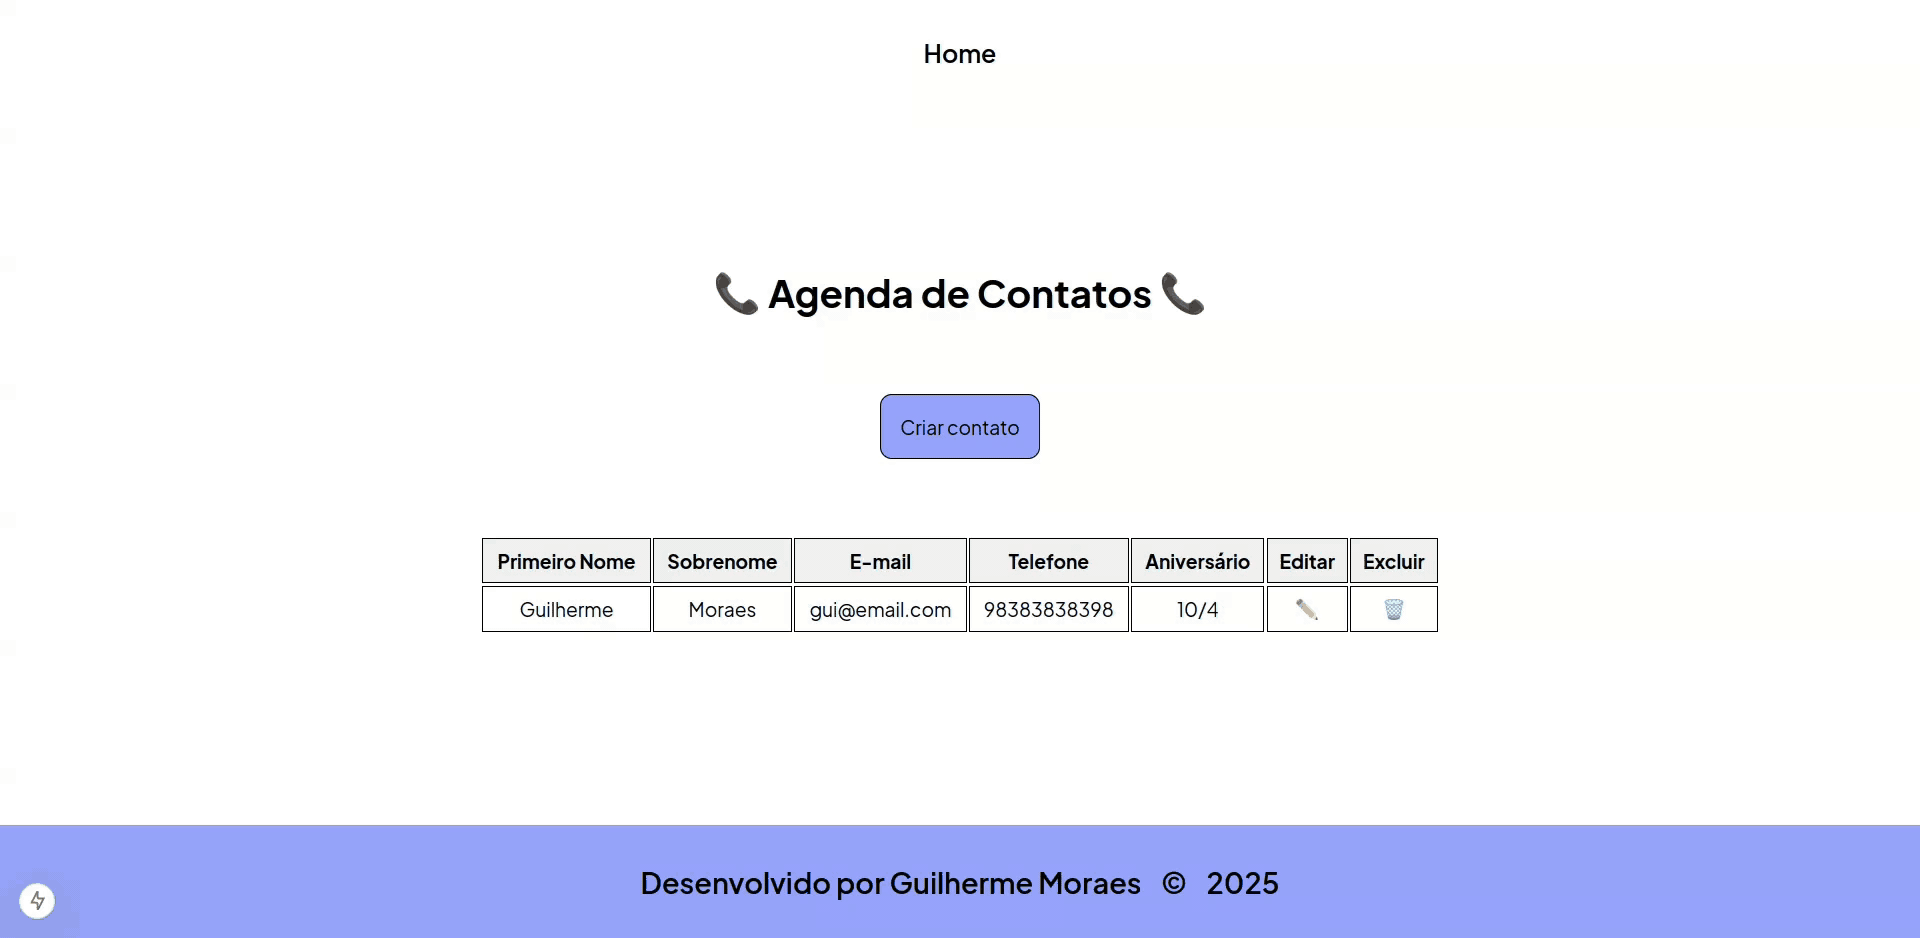 Home
📞 Agenda de Contatos 📞
Criar contato
Primeiro Nome Sobrenome E-mail Telefone Aniversário Editar Excluir
Guilherme Moraes gui@email.com 98383838398 10/4 ✏️ 🗑️
Desenvolvido por Guilherme Moraes © 2025